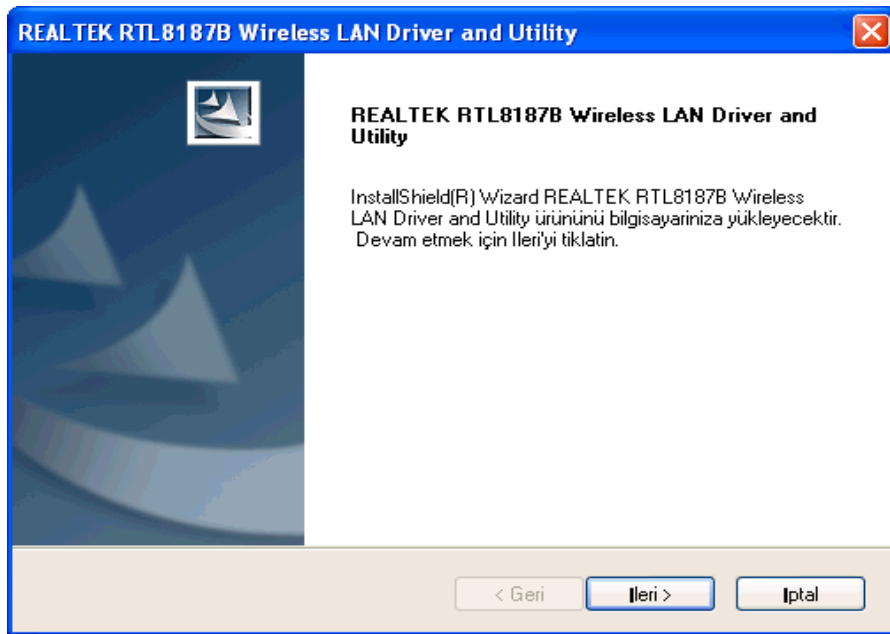 REALTEK RTL8187B Wireless LAN Driver and Utility
REALTEK RTL8187B Wireless LAN Driver and
Utility
InstallShield(R) Wizard REALTEK RTL8187B Wireless
LAN Driver and Utility ürününü bilgisayariniza yükleyecektir.
Devam etmek için Ileri'yi tiklatin.
< Geri
Ileri >
Iptal